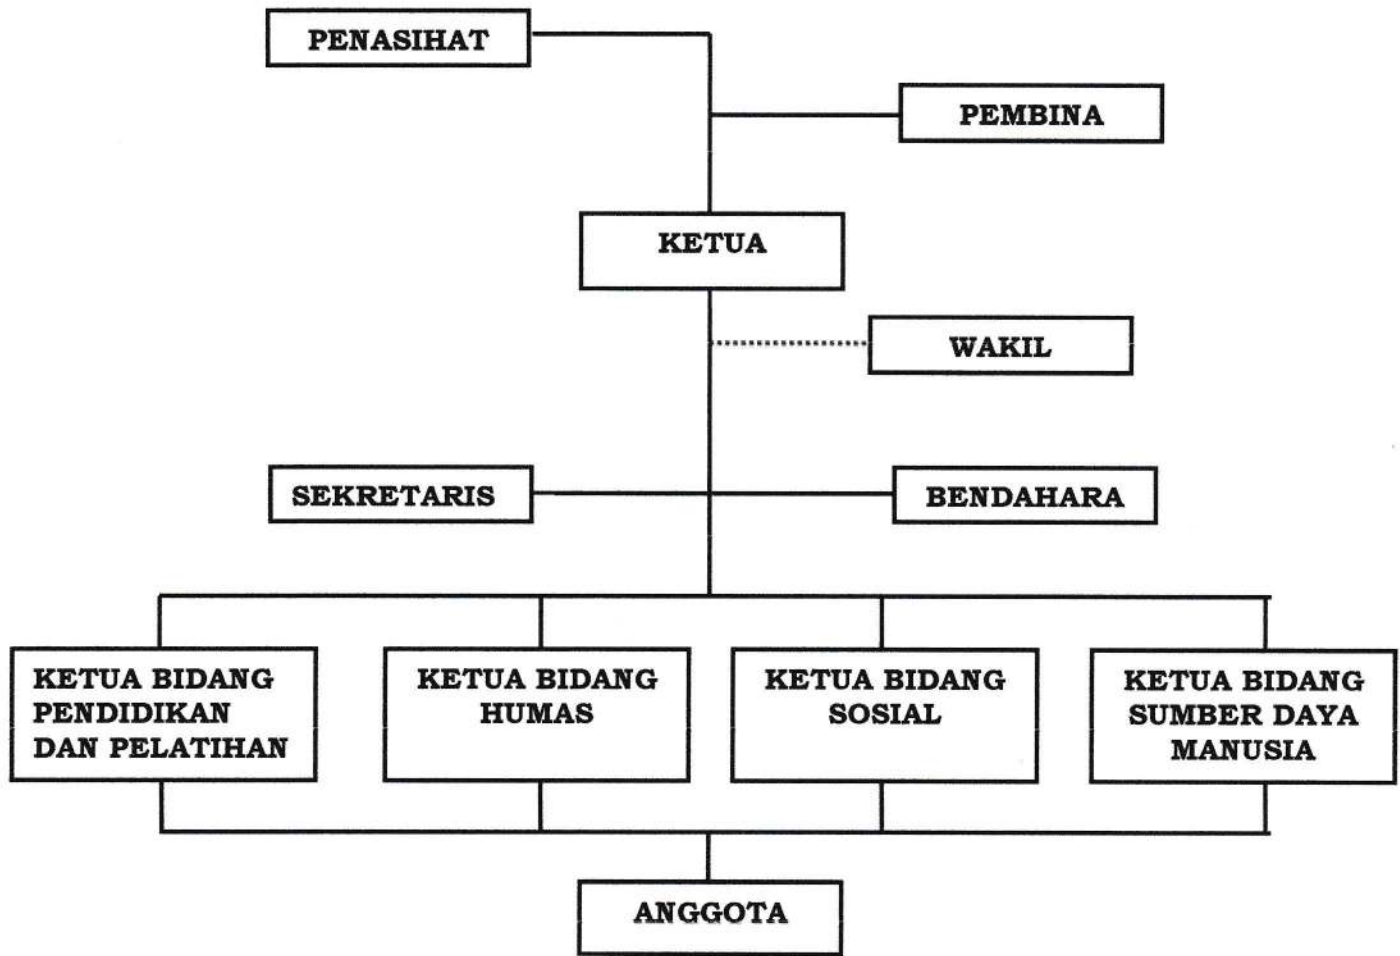 PENASIHAT
PEMBINA
KETUA
WAKIL
SEKRETARIS
BENDAHARA
KETUA BIDANG
PENDIDIKAN
DAN PELATIHAN
KETUA BIDANG
HUMAS
KETUA BIDANG
SOSIAL
KETUA BIDANG
SUMBER DAYA
MANUSIA
ANGGOTA